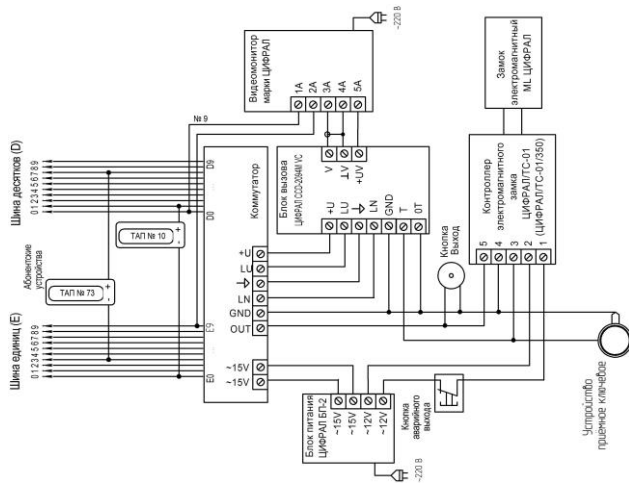 Шина единиц (E)
0 1 2 3 4 5 6 7 8 9
Абонентские
устройства
ТАП № 73
+
-
Шина десятков (D)
0 1 2 3 4 5 6 7 8 9
ТАП № 10
+
-
№ 9
E0
E9
D0
D9
Коммутатор
~15V
~15V
OUT
GND
LN
LU
+U
Видеомонитор
марки ЦИФРАЛ
1A
2A
3A
4A
5A
~220 В
Блок питания
ЦИФРАЛ БП-2
~15V
~15V
~12V
~12V
~220 В
Блок вызова
ЦИФРАЛ CCD-2094M VC
+U
LU
LN
GND
T
0T
V
⊥V
+UV
Кнопка
аварийного
выхода
Кнопка
Выход
Контроллер
электромагнитного
замка
ЦИФРАЛ/ТС-01
(ЦИФРАЛ/ТС-01/350)
5
4
3
2
1
Замок
электромагнитный
ML ЦИФРАЛ
Устройство
приемное ключевое